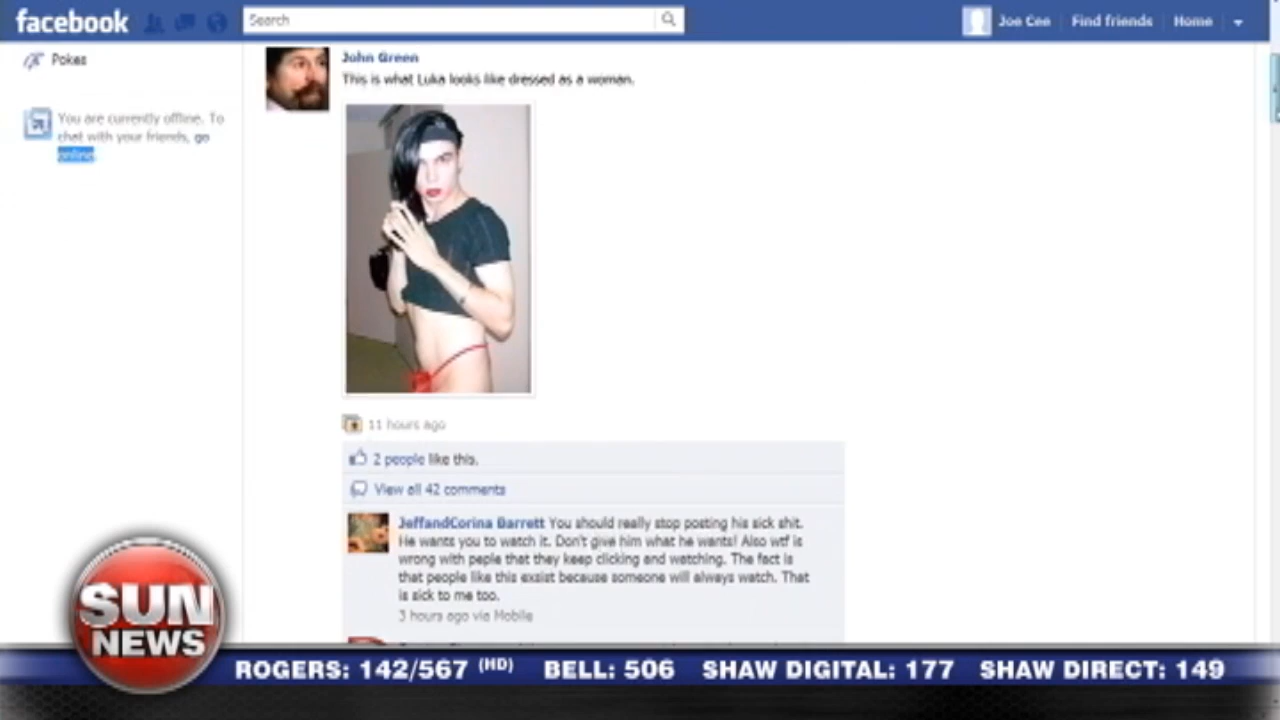 facebook
Search
Joe Cee
Find friends
Home
Pokes
You are currently offline. To
chat with your friends, go
online.
John Green
This is what Luka looks like dressed as a woman.
11 hours ago
2 people like this.
View all 42 comments
JeffandCorina Barrett You should really stop posting his sick shit.
He wants you to watch it. Don't give him what he wants! Also wtf is
wrong with peple that they keep clicking and watching. The fact is
that people like this exsist because someone will always watch. That
is sick to me too.
3 hours ago via Mobile
SUN
NEWS
ROGERS: 142/567 (HD) BELL: 506 SHAW DIGITAL: 177 SHAW DIRECT: 149